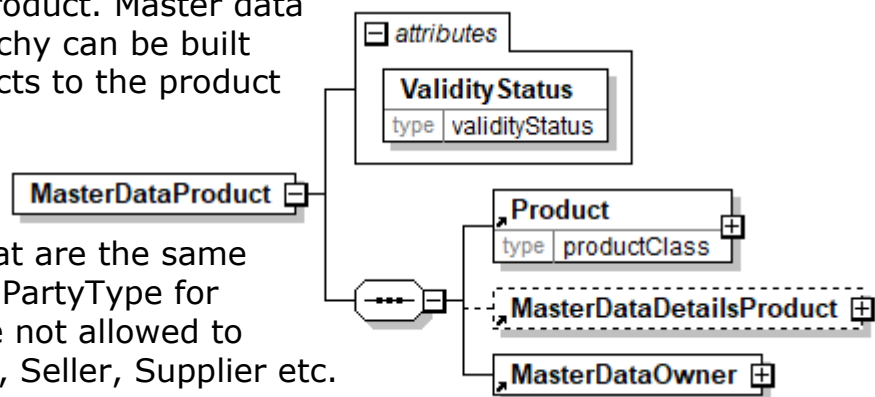 roduct. Master data
chy can be built
cts to the product
at are the same
PartyType for
e not allowed to
, Seller, Supplier etc.
attributes
ValidityStatus
type validityStatus
MasterDataProduct
Product
type productClass
MasterDataDetailsProduct
MasterDataOwner